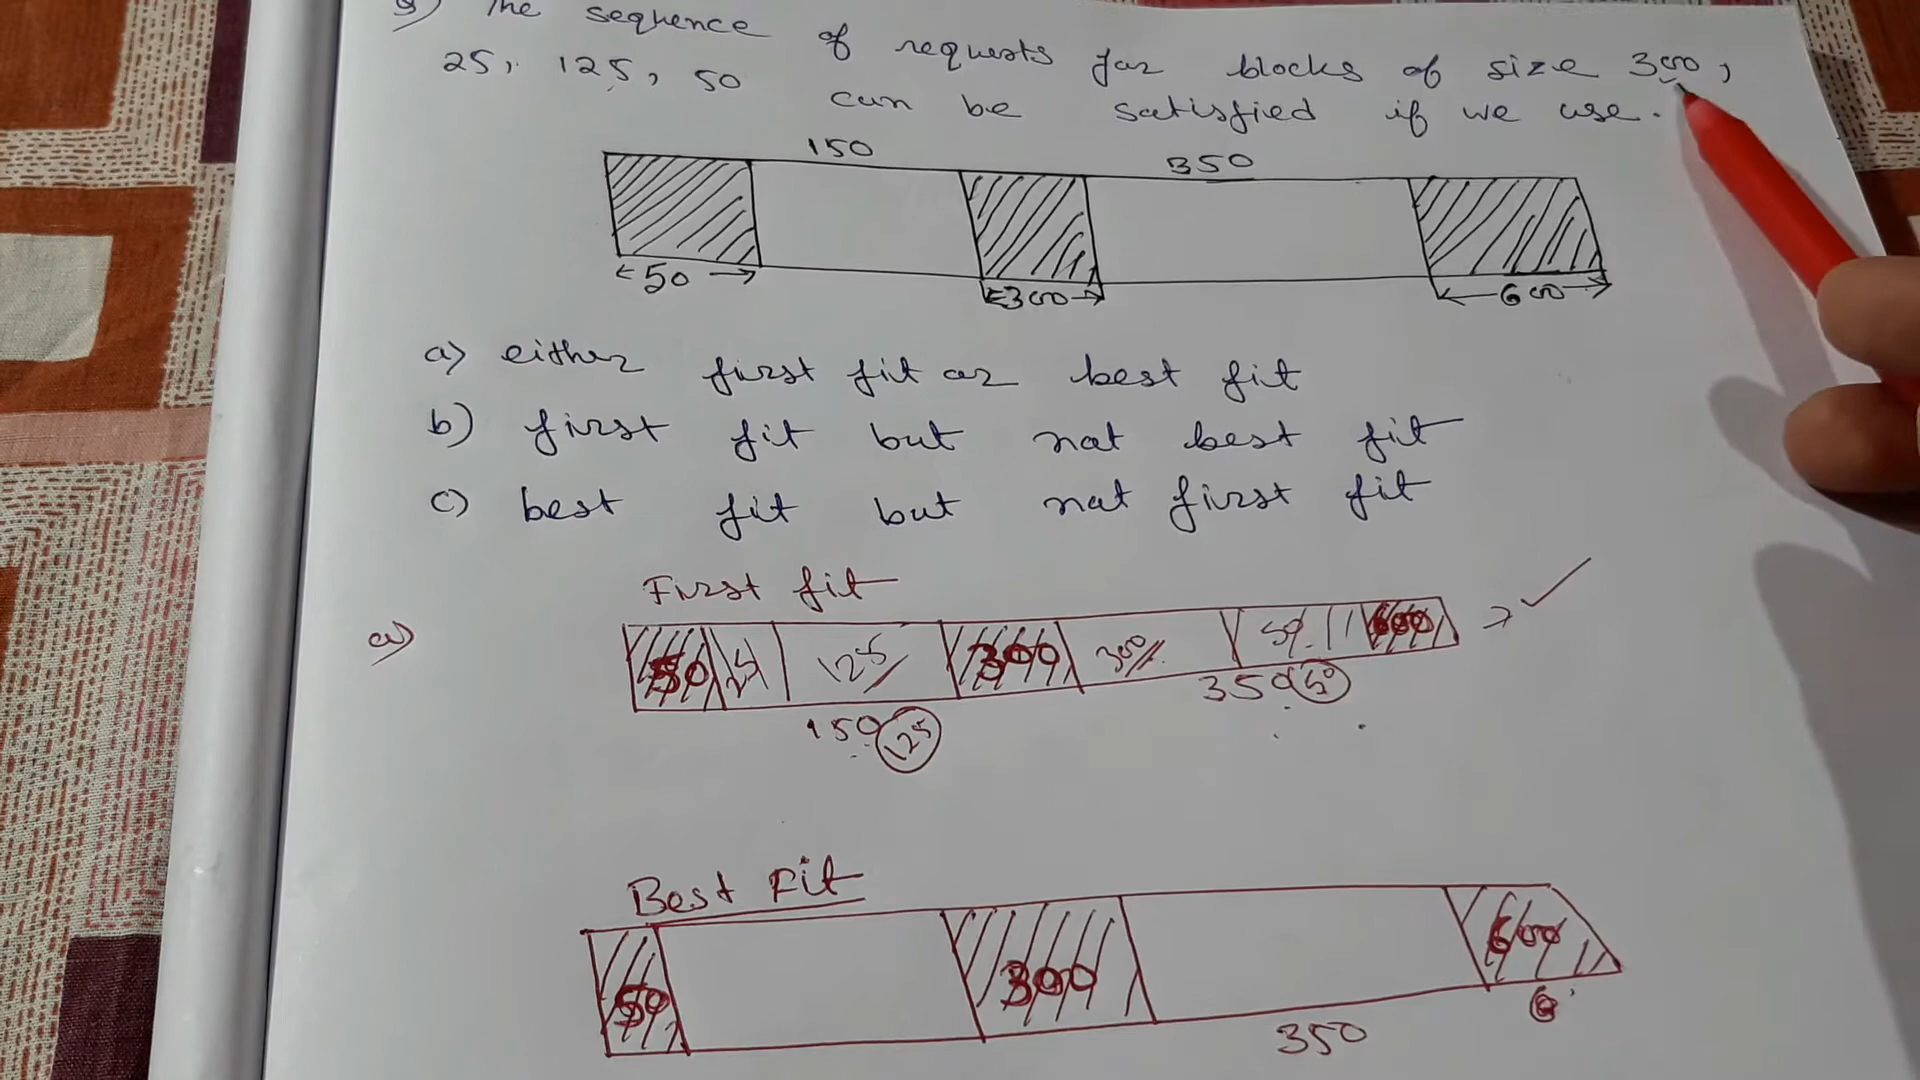 Q) The sequence of requests for blocks of size 300,
25, 125, 50 can be satisfied if we use.
150 350
50 300 600
a) either first fit or best fit
b) first fit but not best fit
c) best fit but not first fit
First fit
a) 50 25 125 300 300 50 600
150 125 350 50
Best Fit
50 300 600
350 6